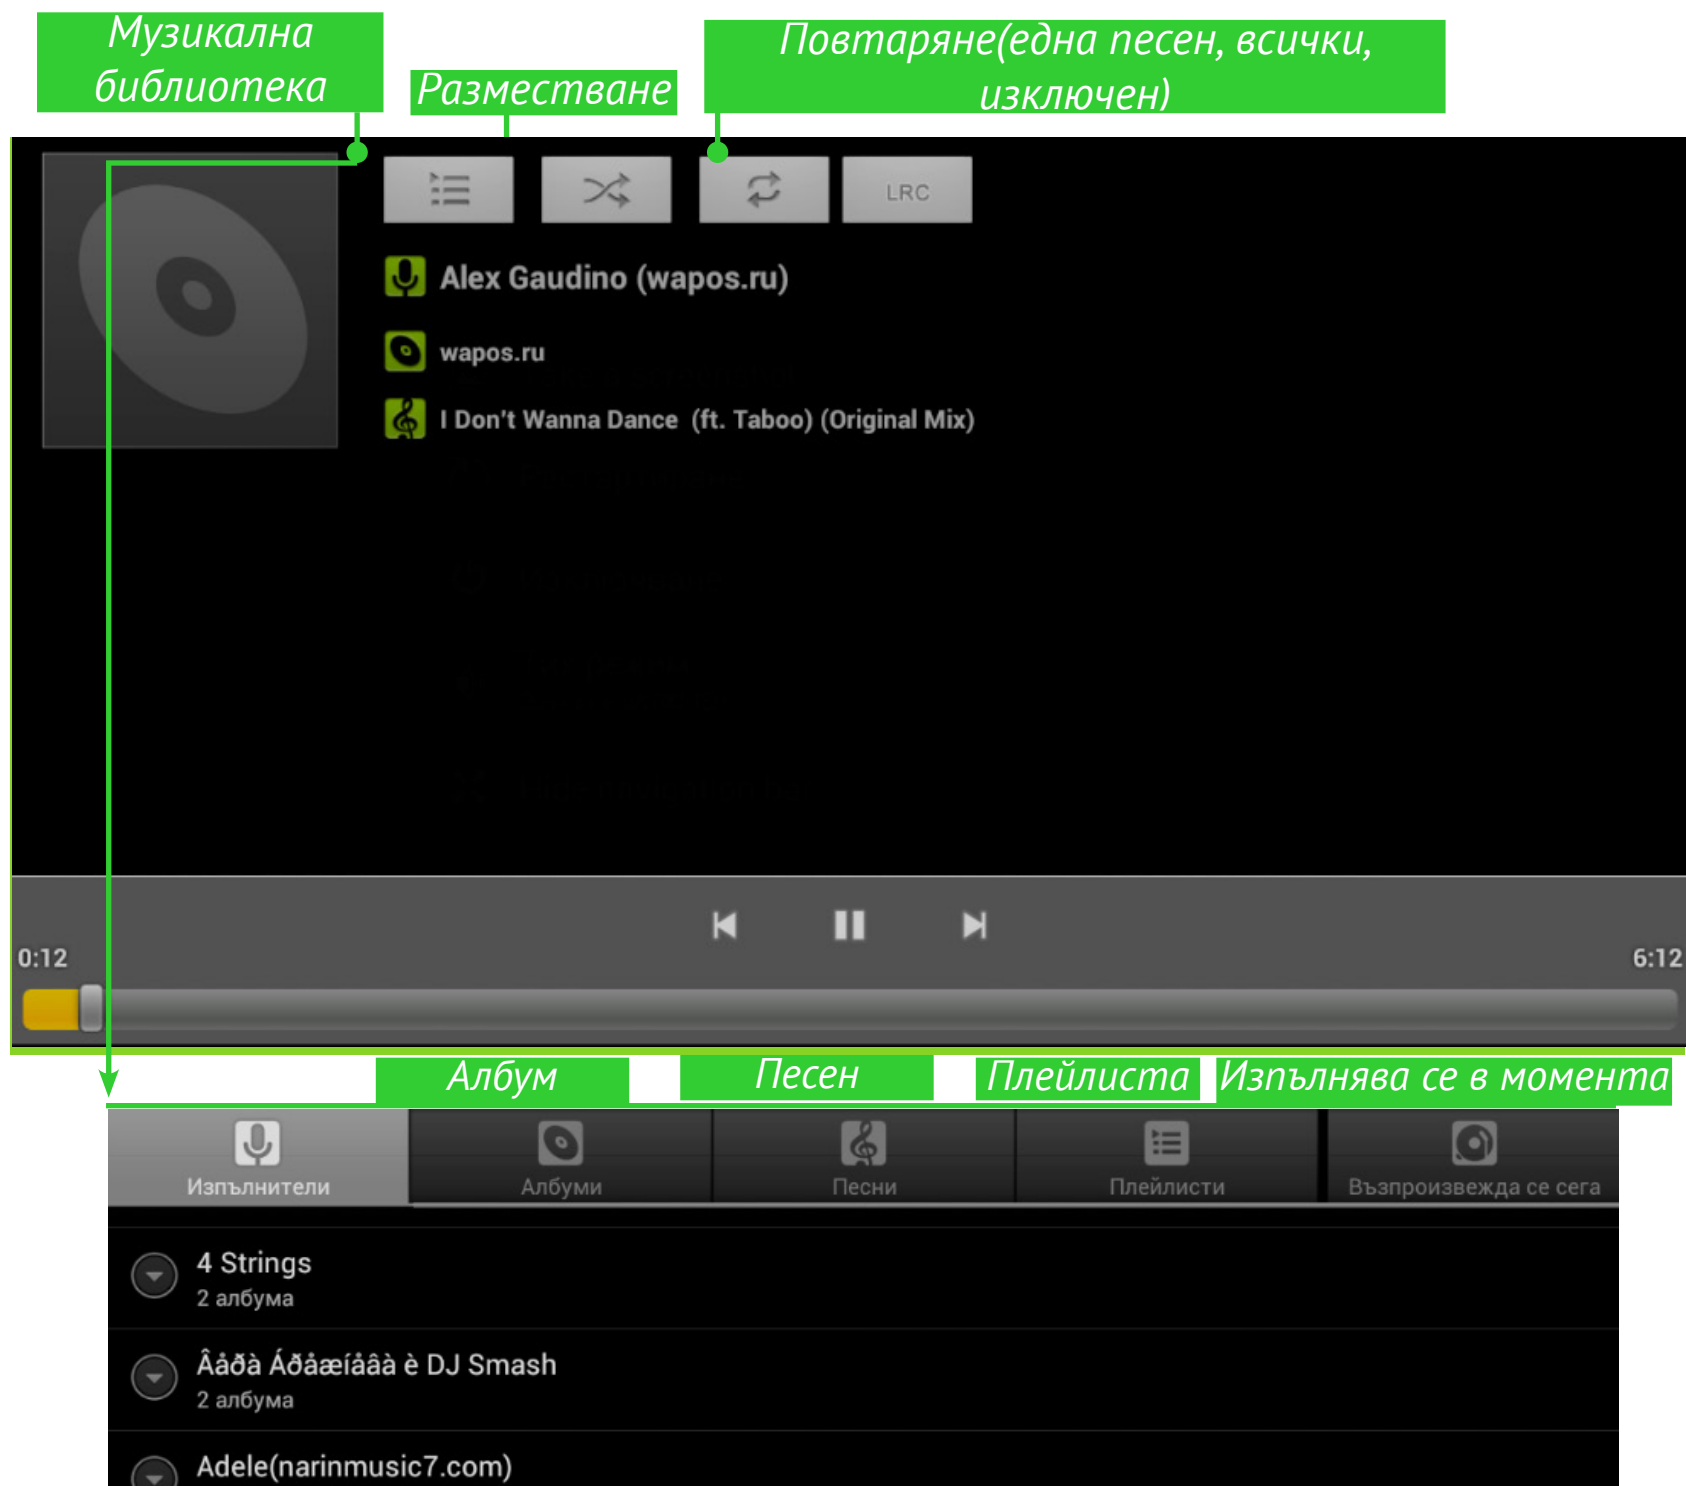 Музикална
библиотека
Разместване
Повтаряне(една песен, всички,
изключен)
LRC
Alex Gaudino (wapos.ru)
wapos.ru
I Don't Wanna Dance (ft. Taboo) (Original Mix)
0:12
6:12
Албум
Песен
Плейлиста
Изпълнява се в момента
Изпълнители
Албуми
Песни
Плейлисти
Възпроизвежда се сега
4 Strings
2 албума
Âåðà Áðåæíåâà è DJ Smash
2 албума
Adele(narinmusic7.com)